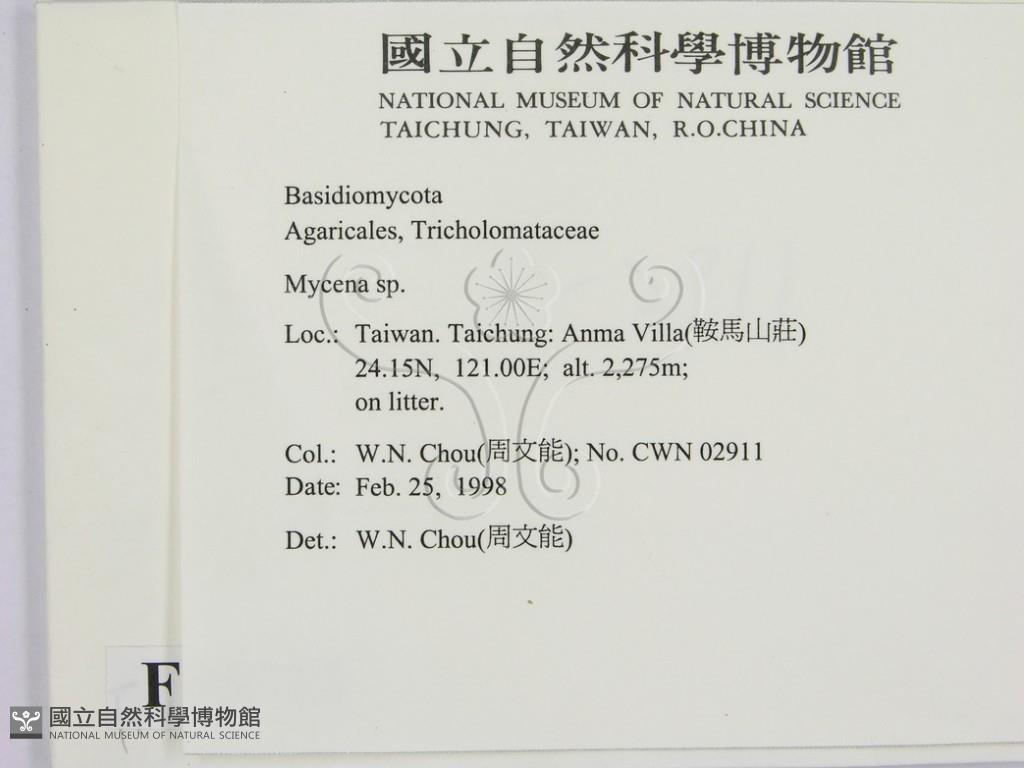 國立自然科學博物館
NATIONAL MUSEUM OF NATURAL SCIENCE
TAICHUNG, TAIWAN, R.O.CHINA
Basidiomycota
Agaricales, Tricholomataceae
Mycena sp.
Loc.: Taiwan. Taichung: Anma Villa(鞍馬山莊)
24.15N, 121.00E; alt. 2,275m;
on litter.
Col.: W.N. Chou(周文能); No. CWN 02911
Date: Feb. 25, 1998
Det.: W.N. Chou(周文能)
F
國立自然科學博物館
NATIONAL MUSEUM OF NATURAL SCIENCE